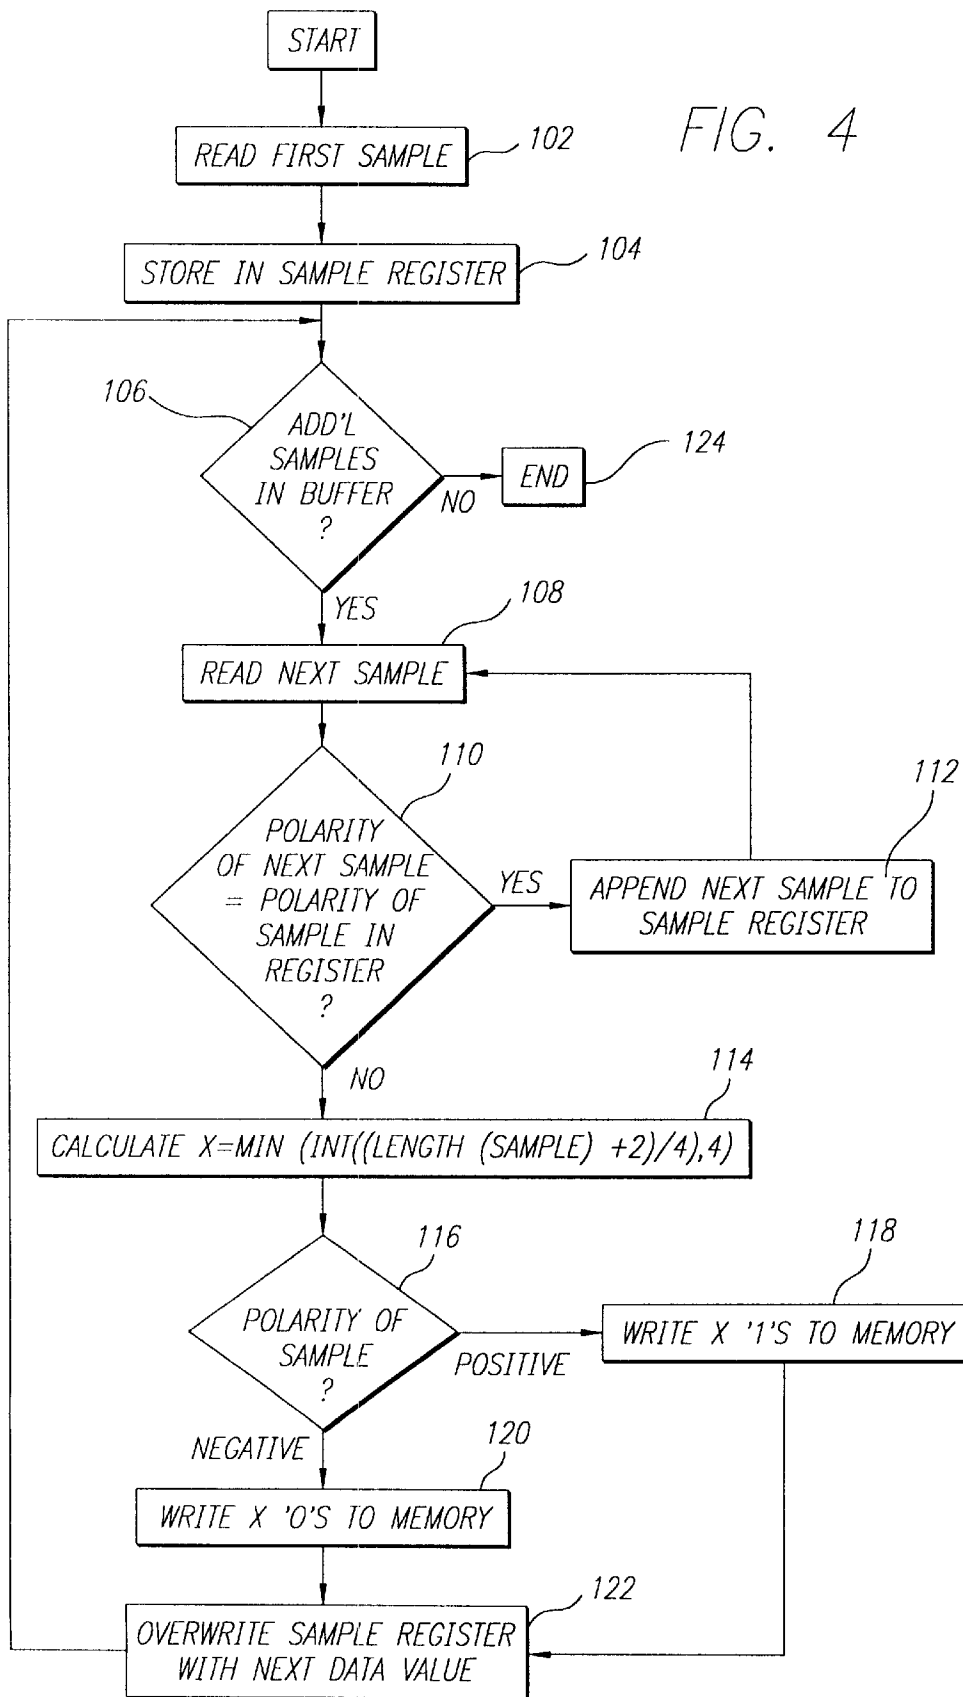 START
FIG. 4
READ FIRST SAMPLE
102
STORE IN SAMPLE REGISTER
104
106
ADD'L
SAMPLES
IN BUFFER
?
NO
END
124
YES
108
READ NEXT SAMPLE
110
POLARITY
OF NEXT SAMPLE
= POLARITY OF
SAMPLE IN
REGISTER
?
YES
112
APPEND NEXT SAMPLE TO
SAMPLE REGISTER
NO
114
CALCULATE X=MIN (INT((LENGTH (SAMPLE) +2)/4),4)
116
POLARITY OF
SAMPLE
?
POSITIVE
118
WRITE X '1'S TO MEMORY
NEGATIVE
120
WRITE X '0'S TO MEMORY
122
OVERWRITE SAMPLE REGISTER
WITH NEXT DATA VALUE